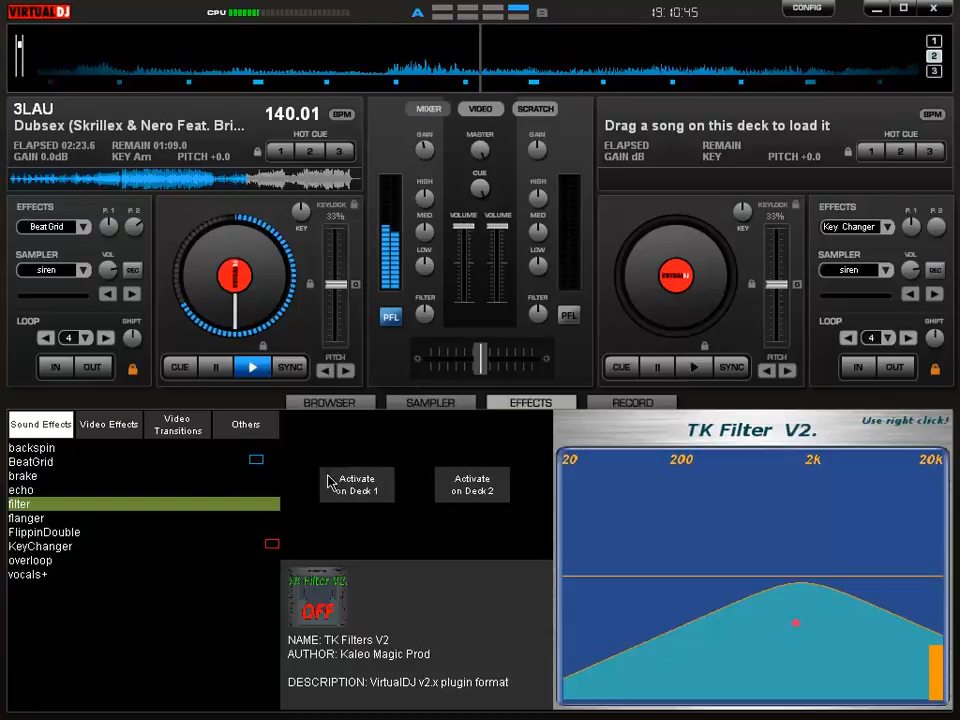 VIRTUALDJ
CPU
A
B
19:10:45
CONFIG
1
2
3
3LAU
140.01 BPM
Dubsex (Skrillex & Nero Feat. Bri...
HOT CUE
ELAPSED 02:23.6 REMAIN 01:09.0
GAIN 0.0dB KEY Am PITCH +0.0
1 2 3
MIXER VIDEO SCRATCH
GAIN MASTER GAIN
HIGH CUE HIGH
MED VOLUME VOLUME MED
LOW LOW
FILTER FILTER
PFL PFL
BPM
Drag a song on this deck to load it
HOT CUE
ELAPSED REMAIN
GAIN dB KEY PITCH +0.0
1 2 3
EFFECTS P. 1 P. 2
BeatGrid
SAMPLER VOL
siren REC
LOOP SHIFT
4
IN OUT
KEY
KEYLOCK
33%
VIRTUALDJ
CUE SYNC
PITCH
KEY
KEYLOCK
33%
VIRTUALDJ
CUE SYNC
PITCH
EFFECTS P. 1 P. 2
Key Changer
SAMPLER VOL
siren REC
LOOP SHIFT
4
IN OUT
BROWSER SAMPLER EFFECTS RECORD
Sound Effects Video Effects Video Transitions Others
backspin
BeatGrid
brake
echo
filter
flanger
FlippinDouble
KeyChanger
overloop
vocals+
Activate
on Deck 1
Activate
on Deck 2
TK Filter V2.
OFF
NAME: TK Filters V2
AUTHOR: Kaleo Magic Prod
DESCRIPTION: VirtualDJ v2.x plugin format
Use right click!
TK Filter V2.
20 200 2K 20K